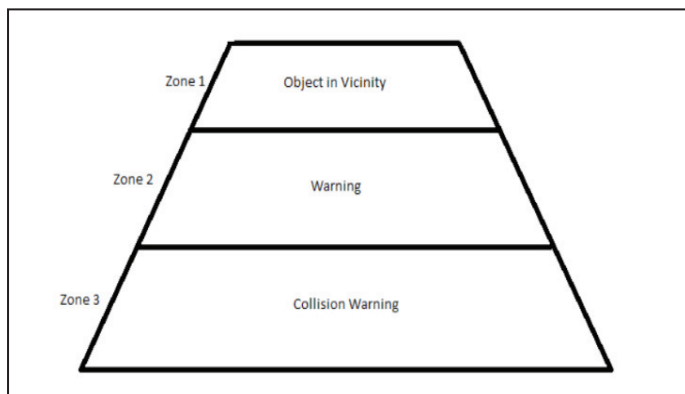 Zone 1
Object in Vicinity
Zone 2
Warning
Zone 3
Collision Warning